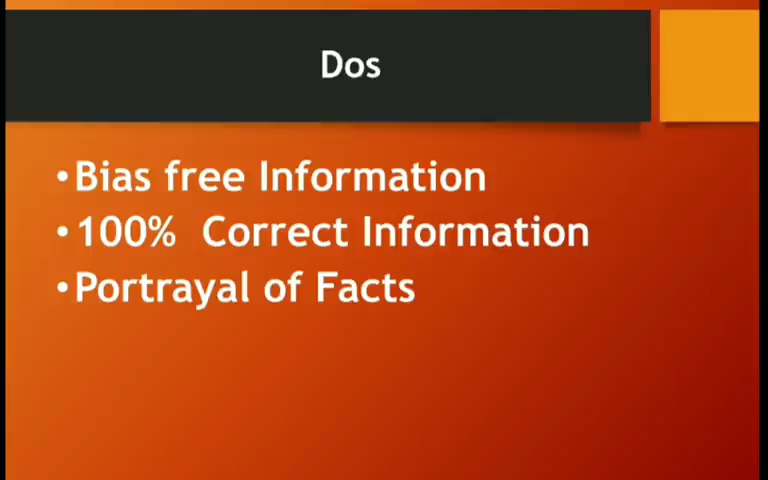 Dos
•Bias free Information
•100% Correct Information
•Portrayal of Facts